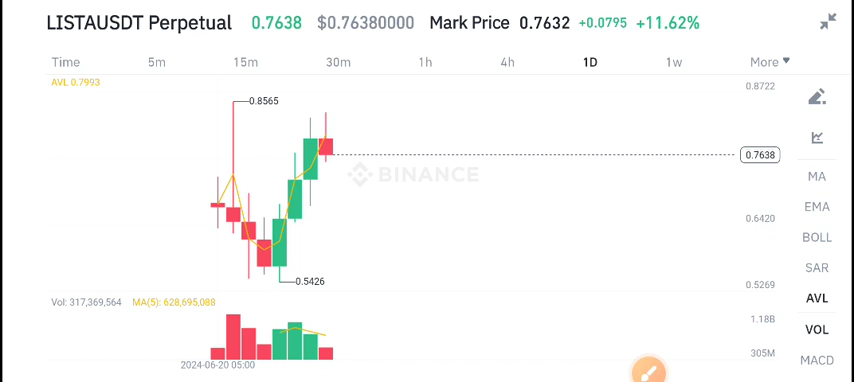 LISTAUSDT Perpetual 0.7638 $0.76380000 Mark Price 0.7632 +0.0795 +11.62%
Time 5m 15m 30m 1h 4h 1D 1w More
AVL 0.7993
0.8722
0.8565
0.7638
BINANCE
MA
EMA
0.6420
BOLL
SAR
0.5426
0.5269
AVL
Vol: 317,369,564 MA(5): 628,695,088
1.18B
VOL
305M
MACD
2024-06-20 05:00